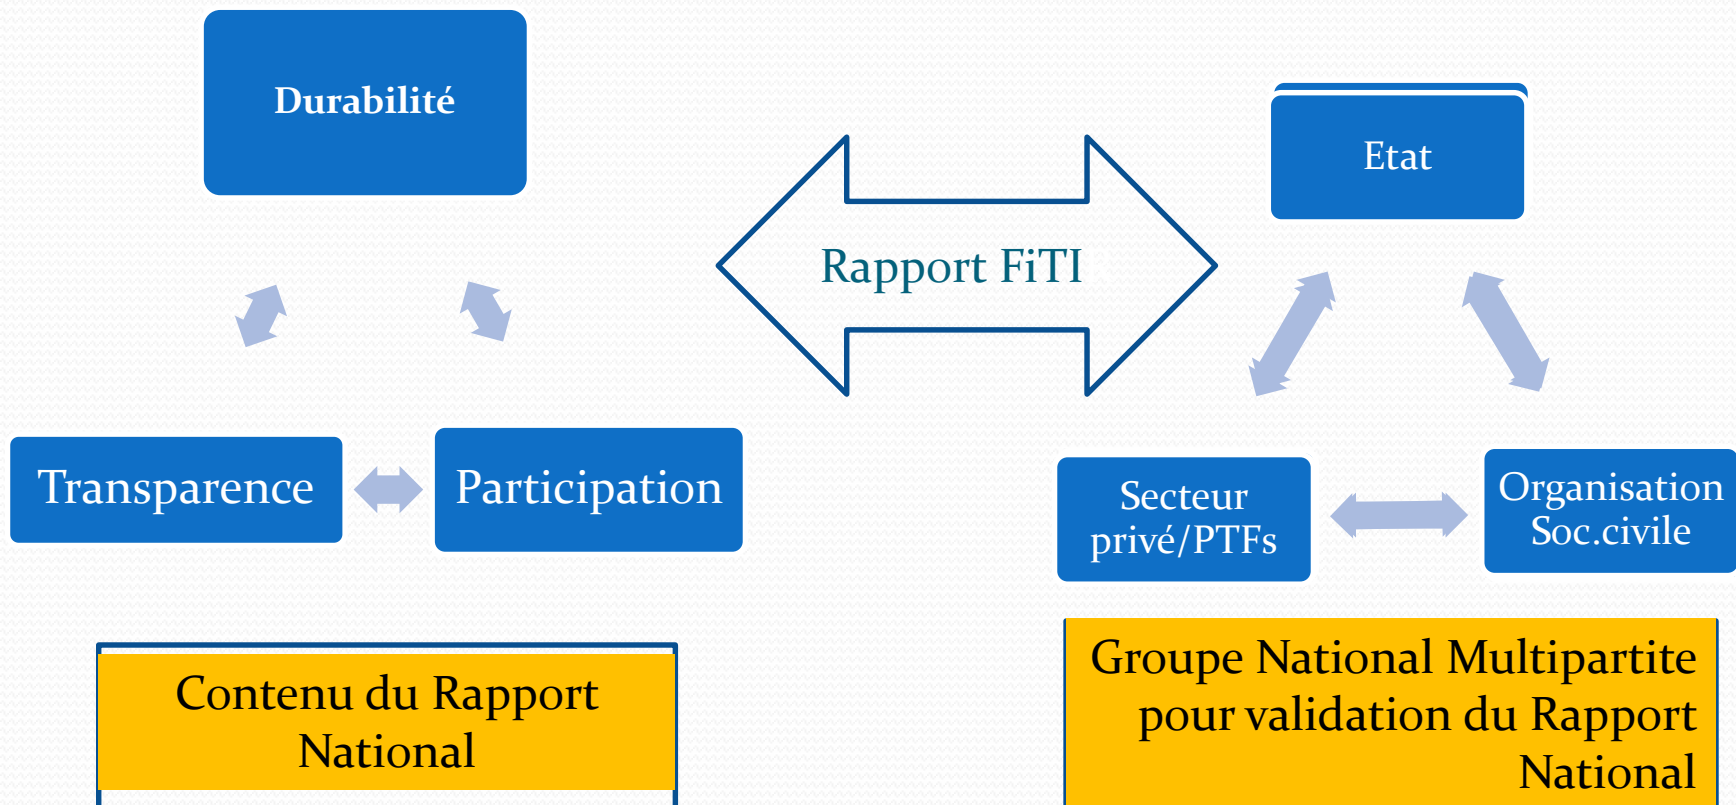 Durabilité
Transparence
Participation
Contenu du Rapport
National
Rapport FiTI
Etat
Secteur
privé/PTFs
Organisation
Soc.civile
Groupe National Multipartite
pour validation du Rapport
National